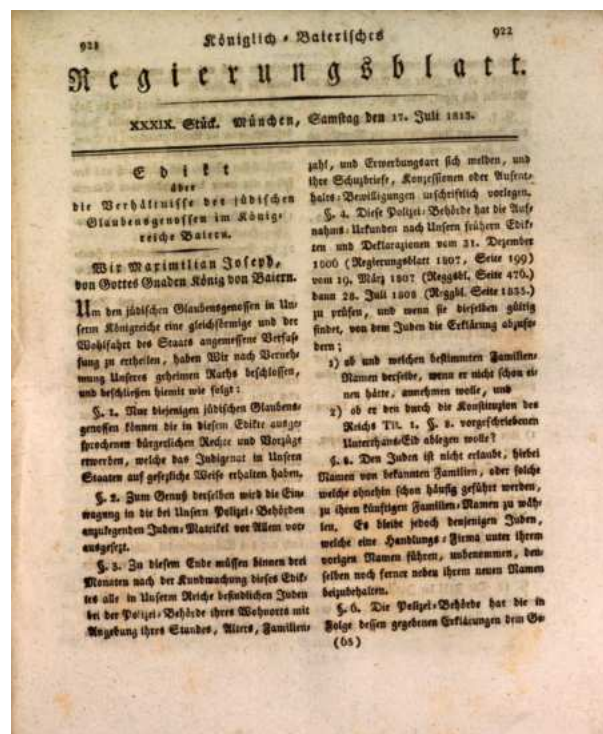 921
Königlich-Baierisches
922
Regierungsblatt.
XXXIX. Stück. München, Samstag den 17. Juli 1813.
Edikt
über
die Verhältnisse der jüdischen
Glaubensgenossen im König-
reiche Baiern.
Wir Maximilian Joseph,
von Gottes Gnaden König von Baiern.
Um den jüdischen Glaubensgenossen in Un-
serm Königreiche eine gleichförmige und der
Wohlfahrt des Staats angemessene Verfas-
sung zu ertheilen, haben Wir nach Verneh-
mung Unseres geheimen Raths beschlossen,
und beschließen hiemit wie folgt:
§. 1. Nur diejenigen jüdischen Glaubens-
genossen können die in diesem Edikte ausge-
sprochenen bürgerlichen Rechte und Vorzüge
erwerben, welche das Indigenat in Unsern
Staaten auf gesezliche Weise erhalten haben.
§. 2. Zum Genuß derselben wird die Ein-
tragung in die bei Unsern Polizei-Behörden
anzulegenden Juden-Matrikel vor Allem vor-
ausgesezt.
§. 3. Zu diesem Ende müssen binnen drei
Monaten nach der Kundmachung dieses Edik-
tes alle in Unserm Reiche befindlichen Juden
bei der Polizei-Behörde ihres Wohnorts mit
Angebung ihres Standes, Alters, Familien-
zahl, und Erwerbungsart sich melden, und
ihre Schuzbriefe, Konzessionen oder Aufent-
halts-Bewilligungen urschriftlich vorlegen.
§. 4. Diese Polizei-Behörde hat die Auf-
nahms-Urkunden nach Unsern frühern Edik-
ten und Deklarazionen vom 31. Dezember
1806 (Regierungsblatt 1807, Seite 199)
vom 19. März 1807 (Reggsbl. Seite 476.)
dann 28. Juli 1808 (Reggbl. Seite 1835.)
zu prüfen, und wenn sie dieselben gültig
findet, von dem Juden die Erklärung abzufo-
dern;
1) ob und welchen bestimmten Familien-
Namen derselbe, wenn er nicht schon ei-
nen hätte, annehmen wolle, und
2) ob er den durch die Konstituzion des
Reichs Tit. I. §. 8. vorgeschriebenen
Unterthans-Eid ablegen wolle?
§. 5. Den Juden ist nicht erlaubt, hiebei
Namen von bekannten Familien, oder solche
welche ohnehin schon häufig geführt werden,
zu ihren künftigen Familien-Namen zu wäh-
len. Es bleibt jedoch denjenigen Juden,
welche eine Handlungs-Firma unter ihrem
vorigen Namen führen, unbenommen, den-
selben noch ferner neben ihrem neuen Namen
beizubehalten.
§. 6. Die Polizei-Behörde hat die in
Folge dessen gegebenen Erklärungen dem Ge-
(65)